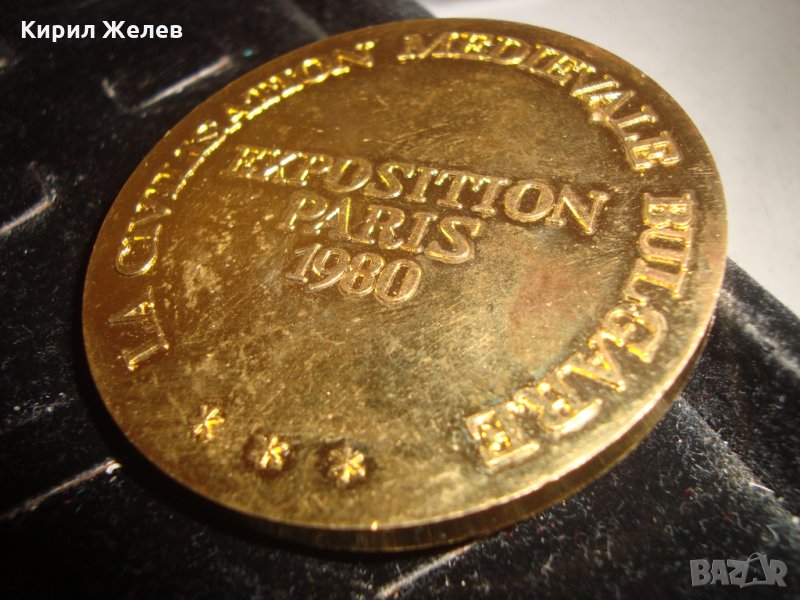 Кирил Желев
LA CIVILISATION MEDIEVALE BULGARE
EXPOSITION
PARIS
1980
BAZAR